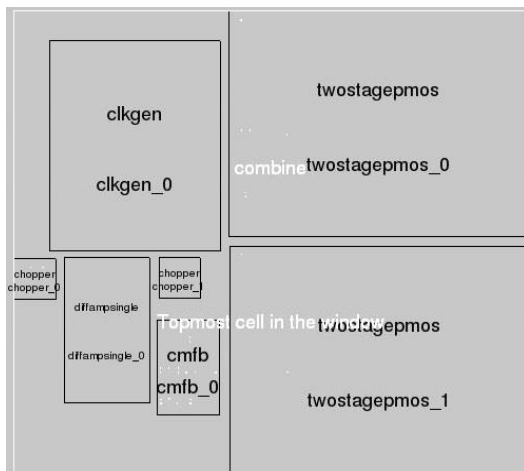 clkgen
clkgen_0
twostagepmos
twostagepmos_0
combine
chopper
chopper_0
diffampsingle
diffampsingle_0
chopper
chopper_1
Topmost cell in the window
cmfb
cmfb_0
twostagepmos
twostagepmos_1